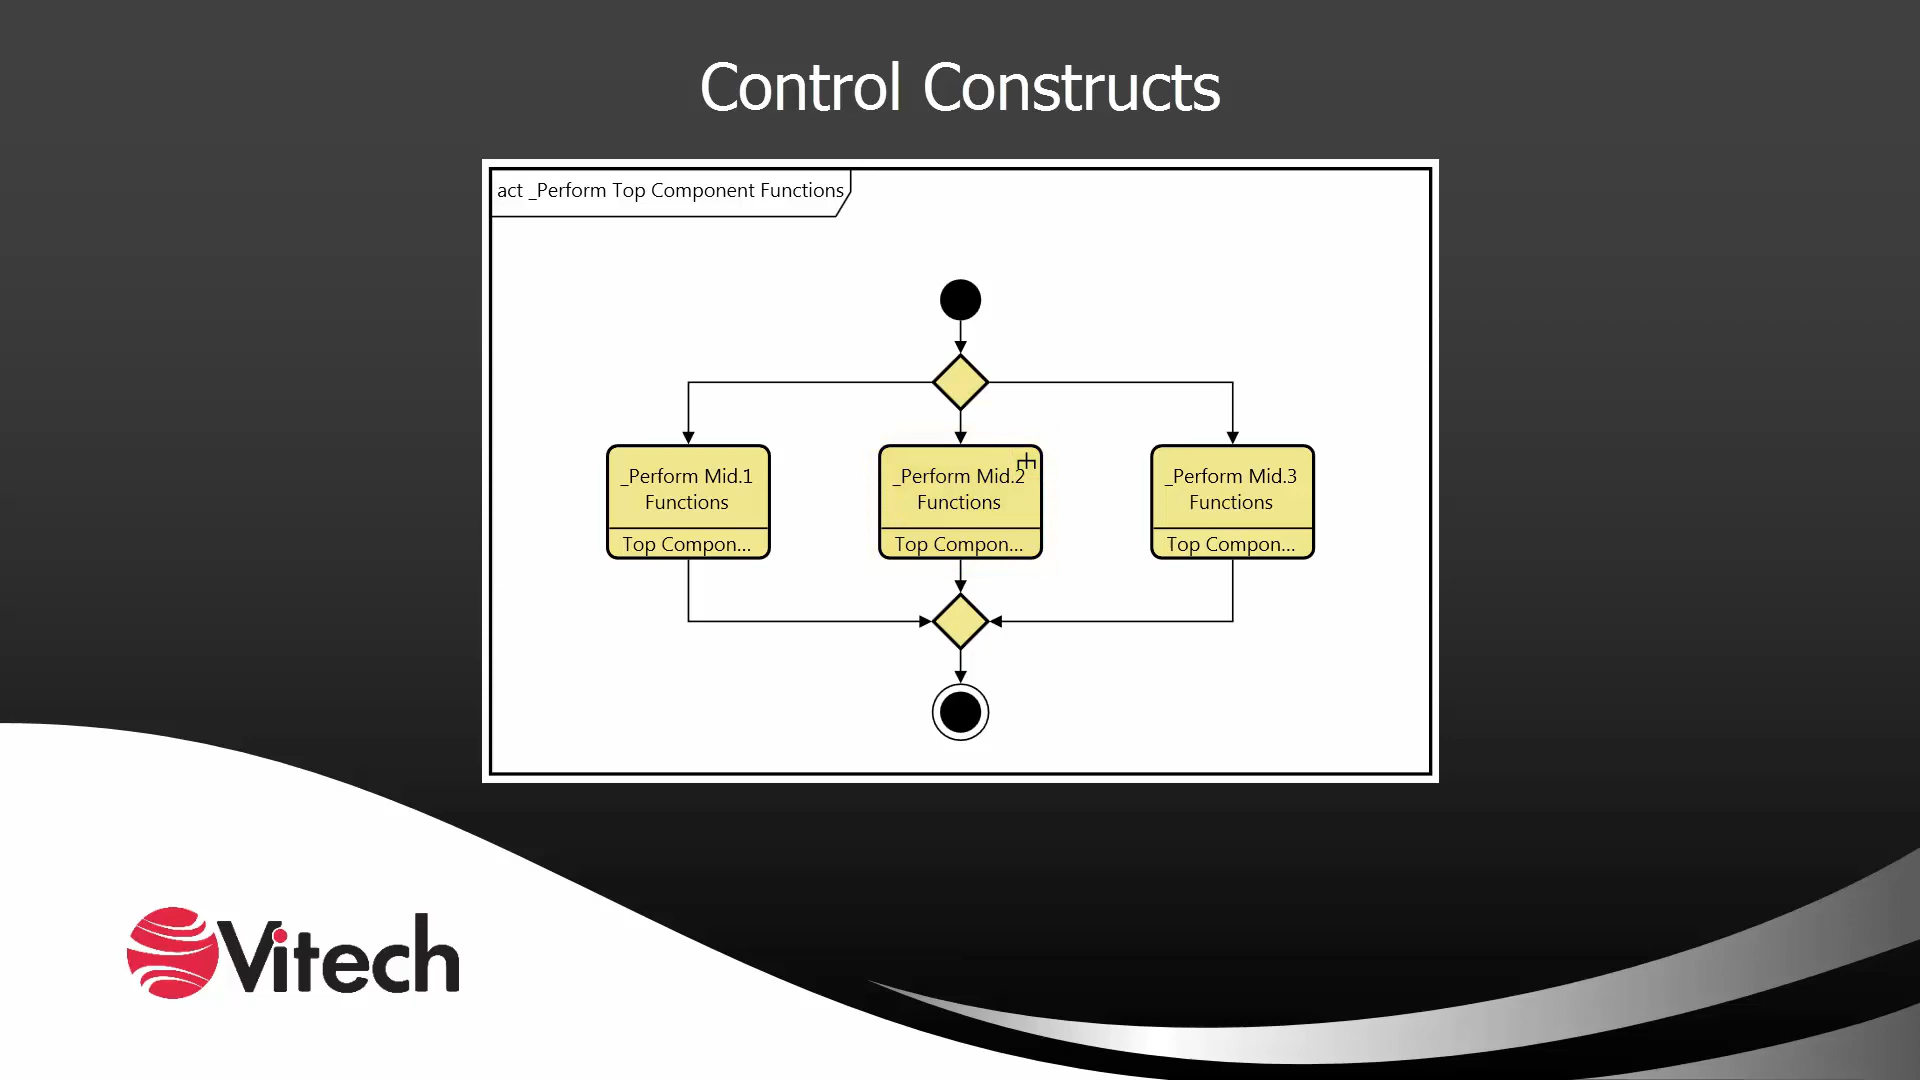 Control Constructs
act _Perform Top Component Functions
_Perform Mid.1
Functions
Top Compon...
_Perform Mid.2
Functions
Top Compon...
_Perform Mid.3
Functions
Top Compon...
Vitech